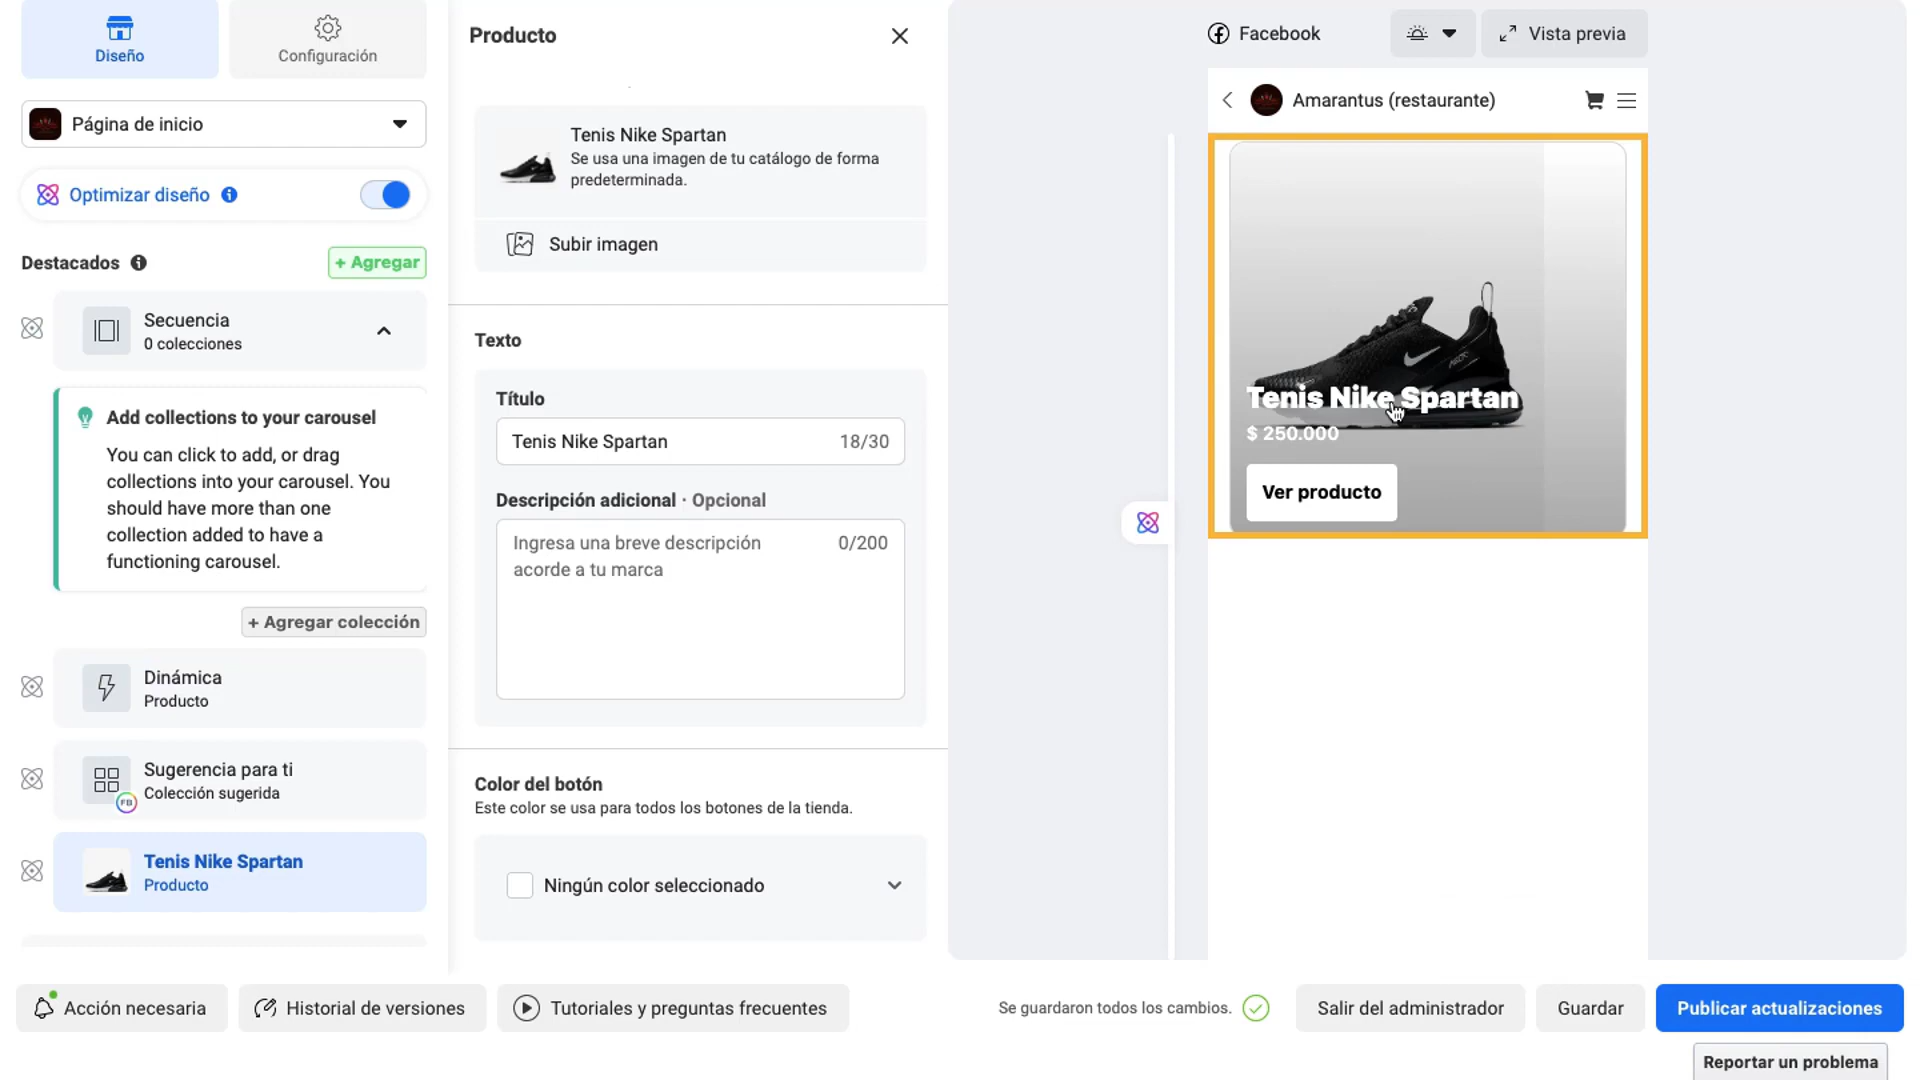 Diseño
Configuración
Página de inicio
Optimizar diseño
Destacados
+ Agregar
Secuencia
0 colecciones
Add collections to your carousel
You can click to add, or drag
collections into your carousel. You
should have more than one
collection added to have a
functioning carousel.
+ Agregar colección
Dinámica
Producto
Sugerencia para ti
Colección sugerida
FB
Tenis Nike Spartan
Producto
Producto
Tenis Nike Spartan
Se usa una imagen de tu catálogo de forma
predeterminada.
Subir imagen
Texto
Título
Tenis Nike Spartan 18/30
Descripción adicional · Opcional
Ingresa una breve descripción 0/200
acorde a tu marca
Color del botón
Este color se usa para todos los botones de la tienda.
Ningún color seleccionado
Facebook
Vista previa
Amarantus (restaurante)
Tenis Nike Spartan
$ 250.000
Ver producto
Acción necesaria
Historial de versiones
Tutoriales y preguntas frecuentes
Se guardaron todos los cambios.
Salir del administrador
Guardar
Publicar actualizaciones
Reportar un problema